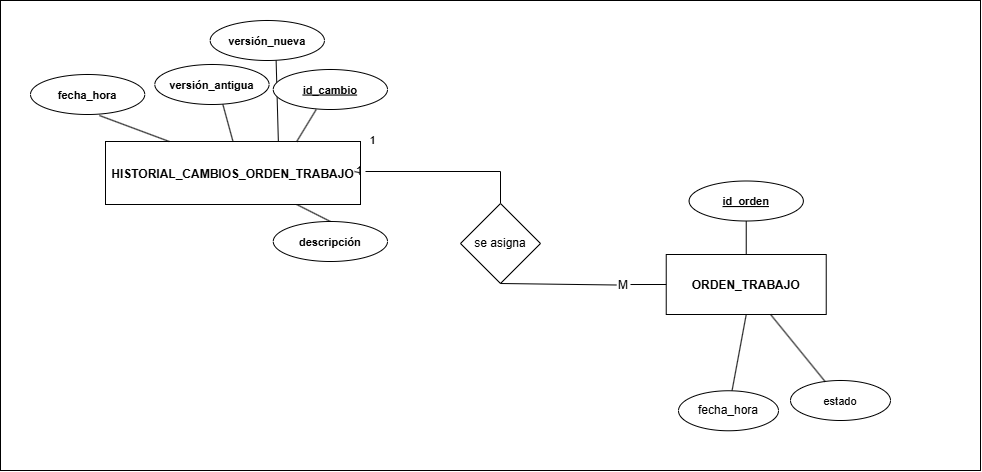 versión_nueva
versión_antigua
id_cambio
fecha_hora
1
HISTORIAL_CAMBIOS_ORDEN_TRABAJO
1
descripción
se asigna
id_orden
M
ORDEN_TRABAJO
fecha_hora
estado